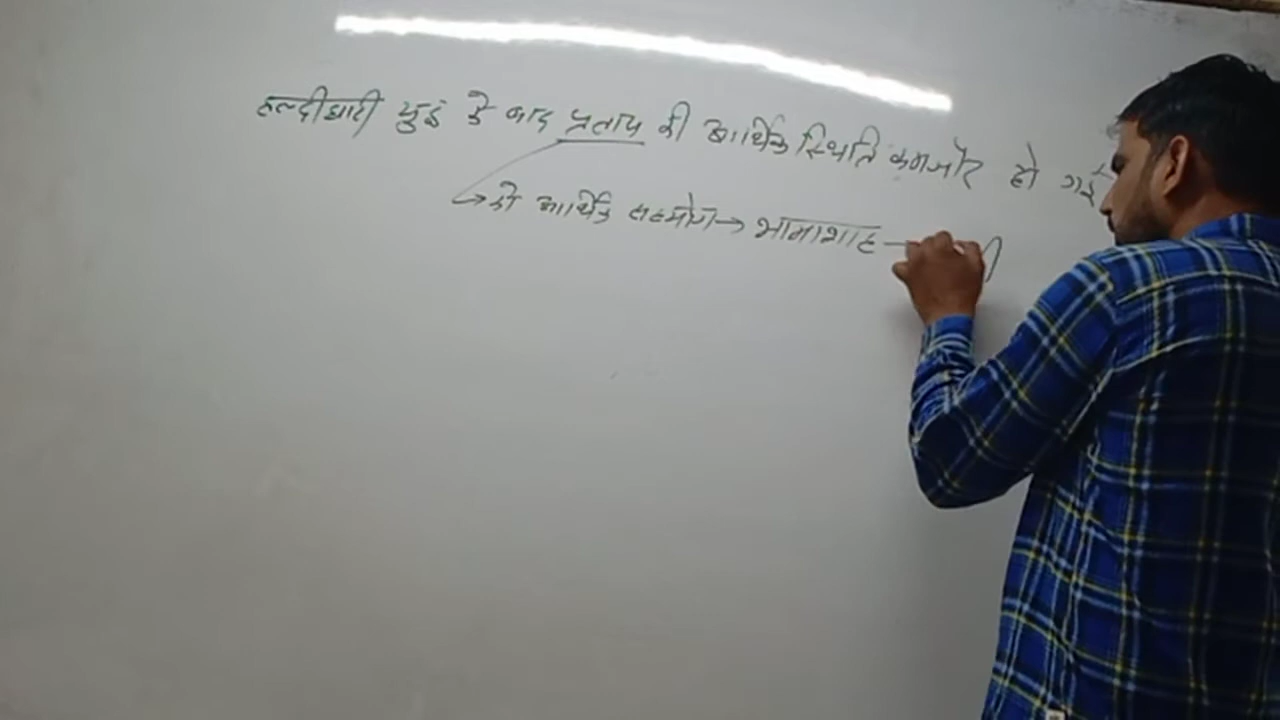 हल्दीघाटी युद्ध के बाद प्रताप की आर्थिक स्थिति कमजोर हो गई
→ को आर्थिक सहयोग → भामाशाह —